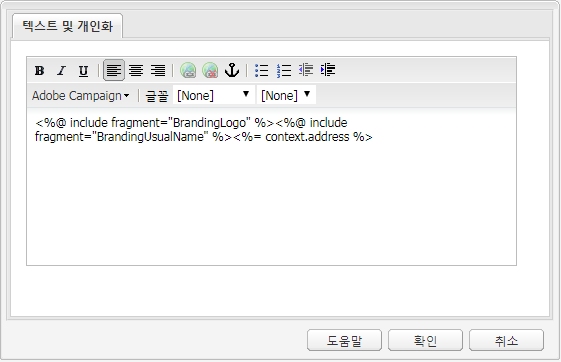 텍스트 및 개인화
B I U
Adobe Campaign 글꼴 [None] [None]
<%@ include fragment="BrandingLogo" %><%@ include
fragment="BrandingUsualName" %><%= context.address %>
도움말 확인 취소